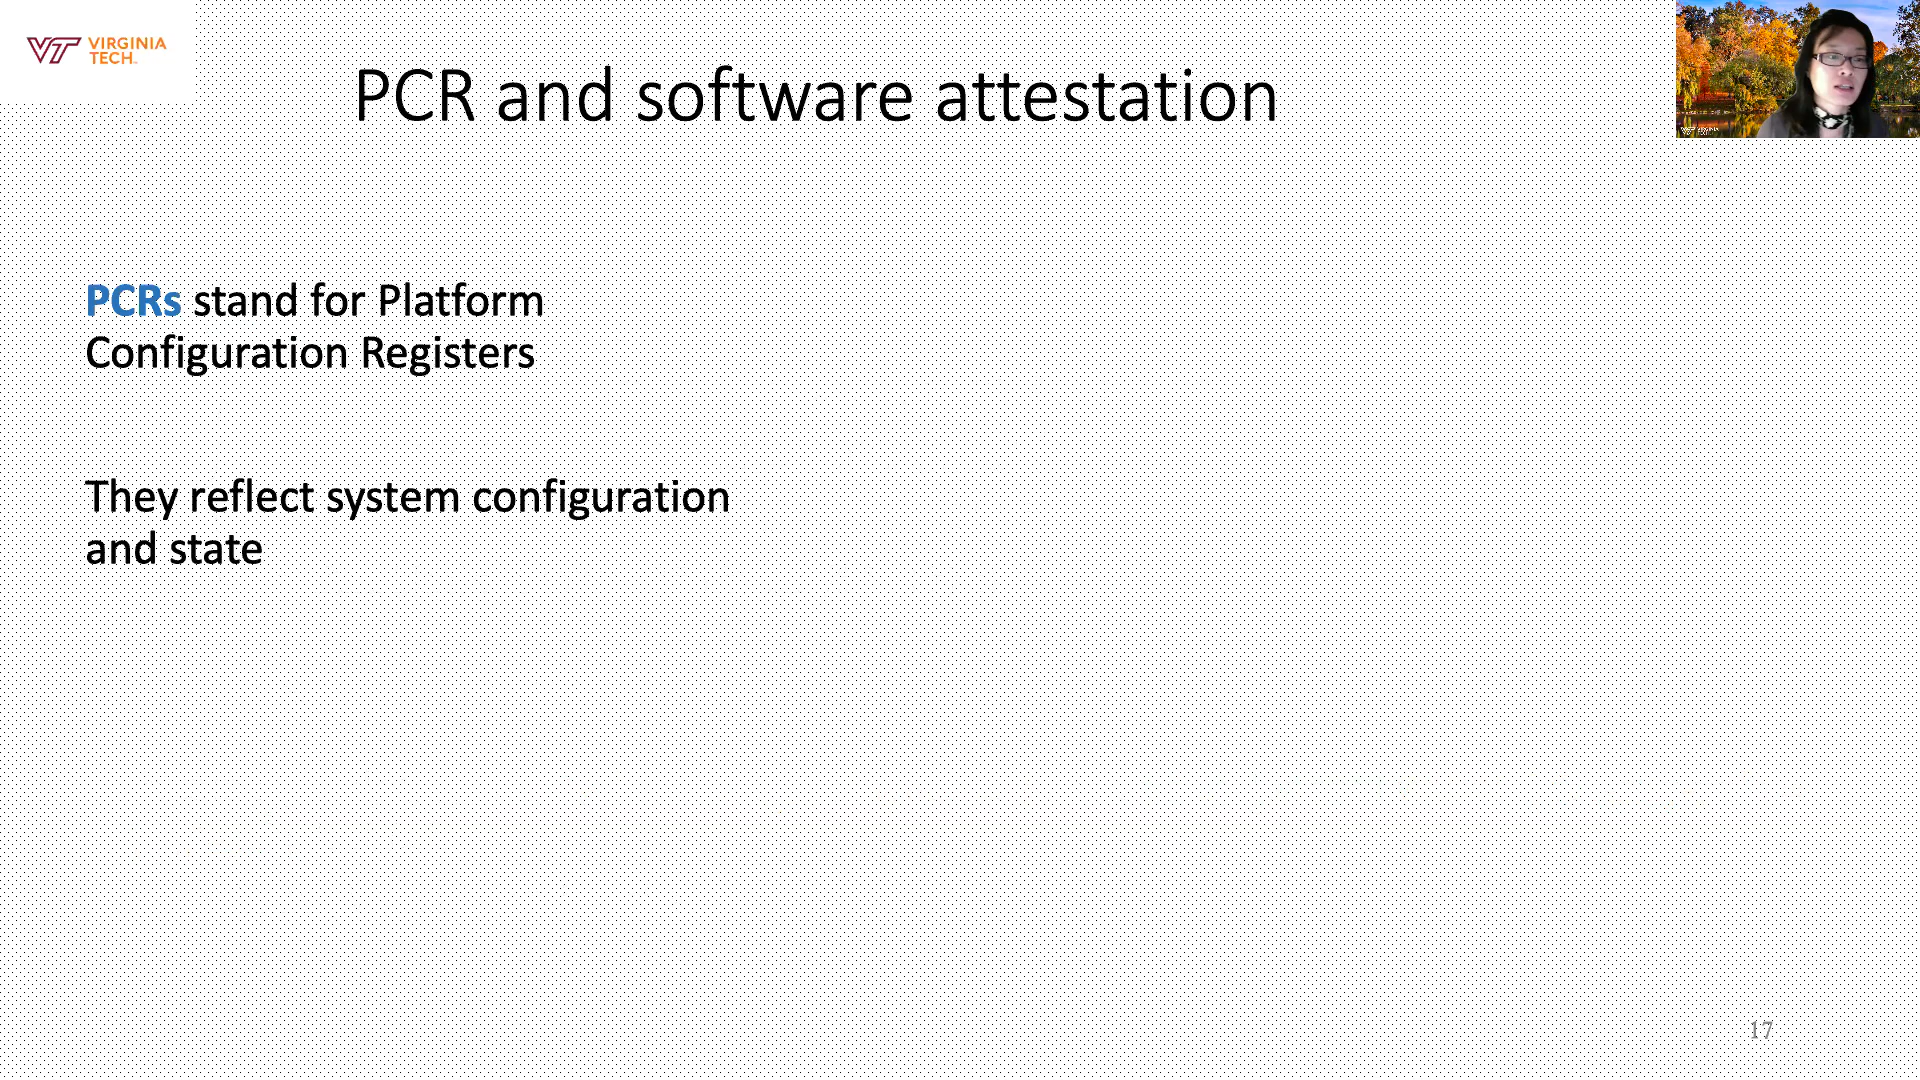 VIRGINIA
TECH
PCR and software attestation
PCRs stand for Platform
Configuration Registers
They reflect system configuration
and state
17